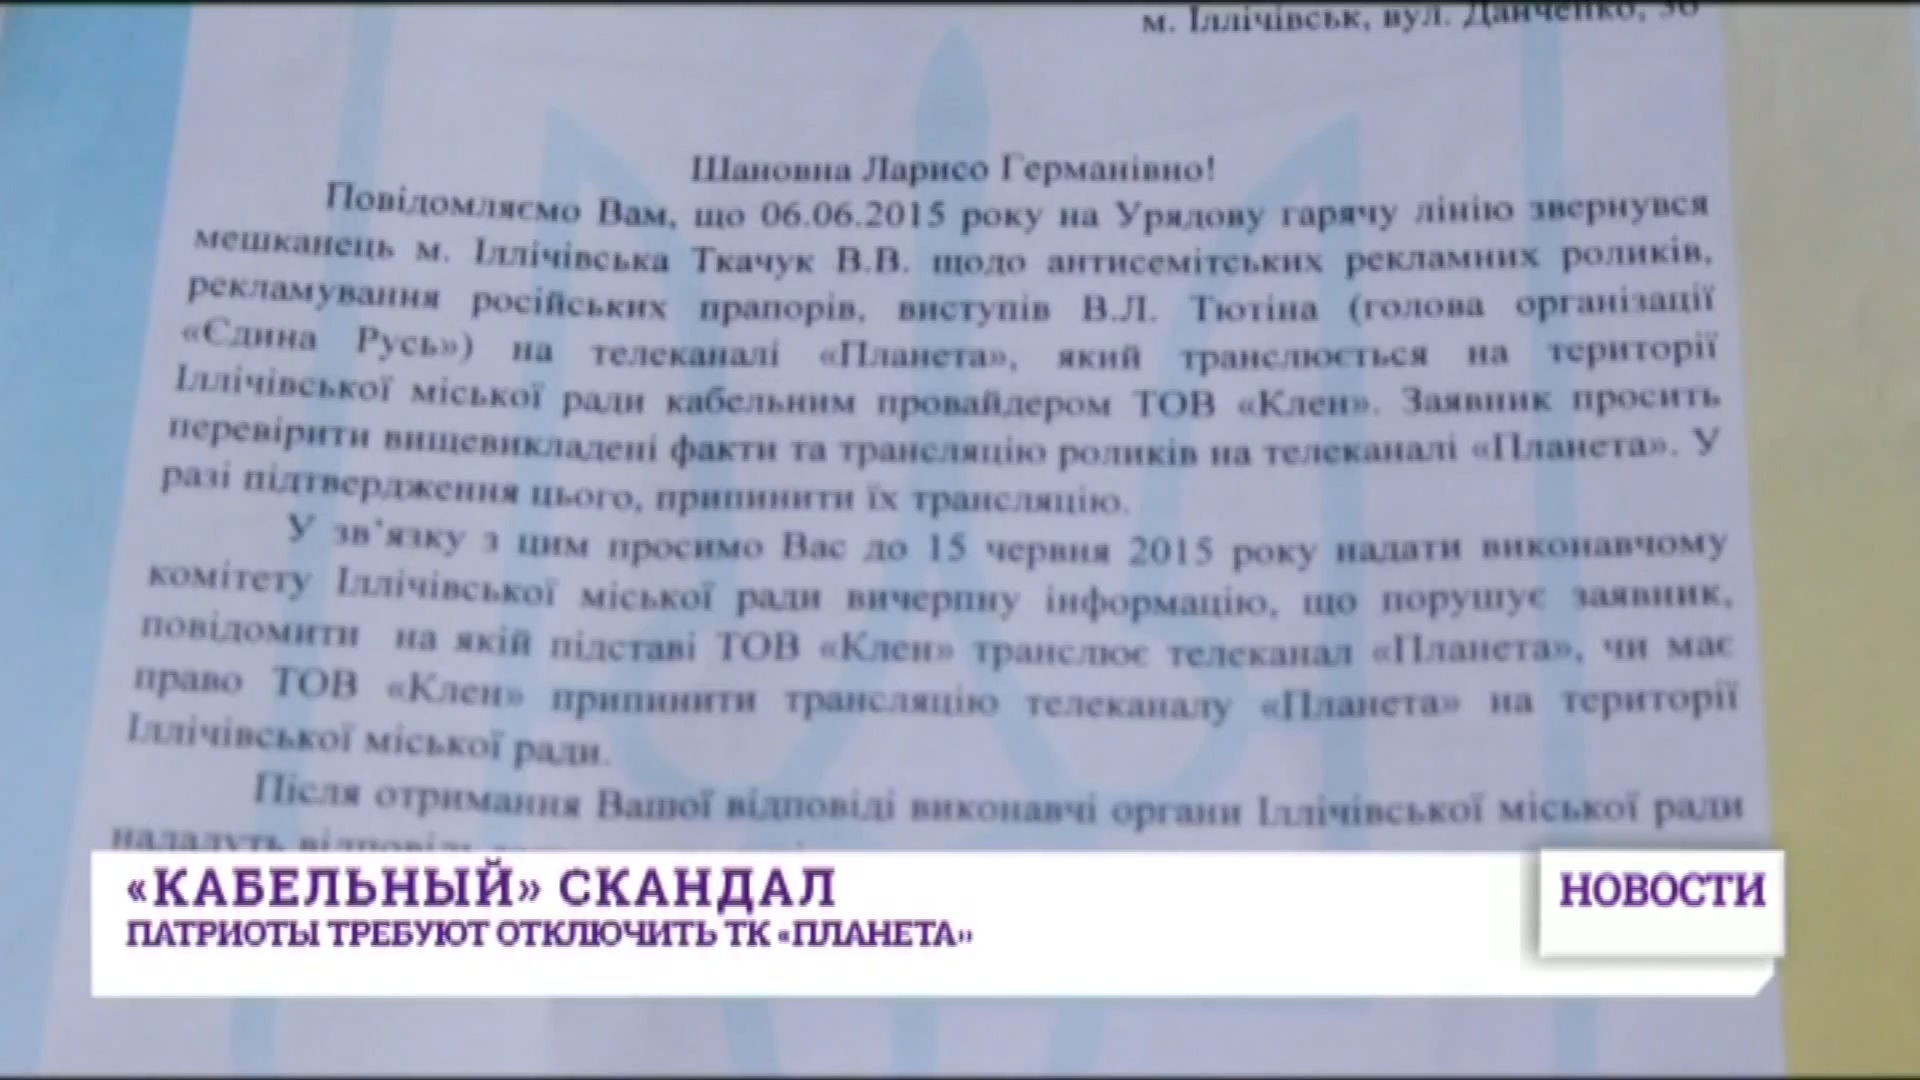 м. Іллічівськ, вул. Данченко,
Шановна Ларисо Германівно!
Повідомляємо Вам, що 06.06.2015 року на Урядову гарячу лінію звернувся
мешканець м. Іллічівська Ткачук В.В. щодо антисемітських рекламних роликів,
рекламування російських прапорів, виступів В.Л. Тютіна (голова організації
«Єдина Русь») на телеканалі «Планета», який транслюється на території
Іллічівської міської ради кабельним провайдером ТОВ «Клен». Заявник просить
перевірити вищевикладені факти та трансляцію роликів на телеканалі «Планета». У
разі підтвердження цього, припинити їх трансляцію.
У зв’язку з цим просимо Вас до 15 червня 2015 року надати виконавчому
комітету Іллічівської міської ради вичерпну інформацію, що порушує заявник,
повідомити на якій підставі ТОВ «Клен» транслює телеканал «Планета», чи має
право ТОВ «Клен» припинити трансляцію телеканалу «Планета» на території
Іллічівської міської ради.
Після отримання Вашої відповіді виконавчі органи Іллічівської міської ради
нададуть відповідь
«КАБЕЛЬНЫЙ» СКАНДАЛ
ПАТРИОТЫ ТРЕБУЮТ ОТКЛЮЧИТЬ ТК «ПЛАНЕТА»
НОВОСТИ